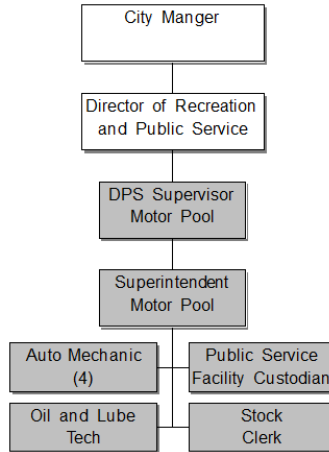 City Manger
Director of Recreation
and Public Service
DPS Supervisor
Motor Pool
Superintendent
Motor Pool
Auto Mechanic
(4)
Public Service
Facility Custodian
Oil and Lube
Tech
Stock
Clerk